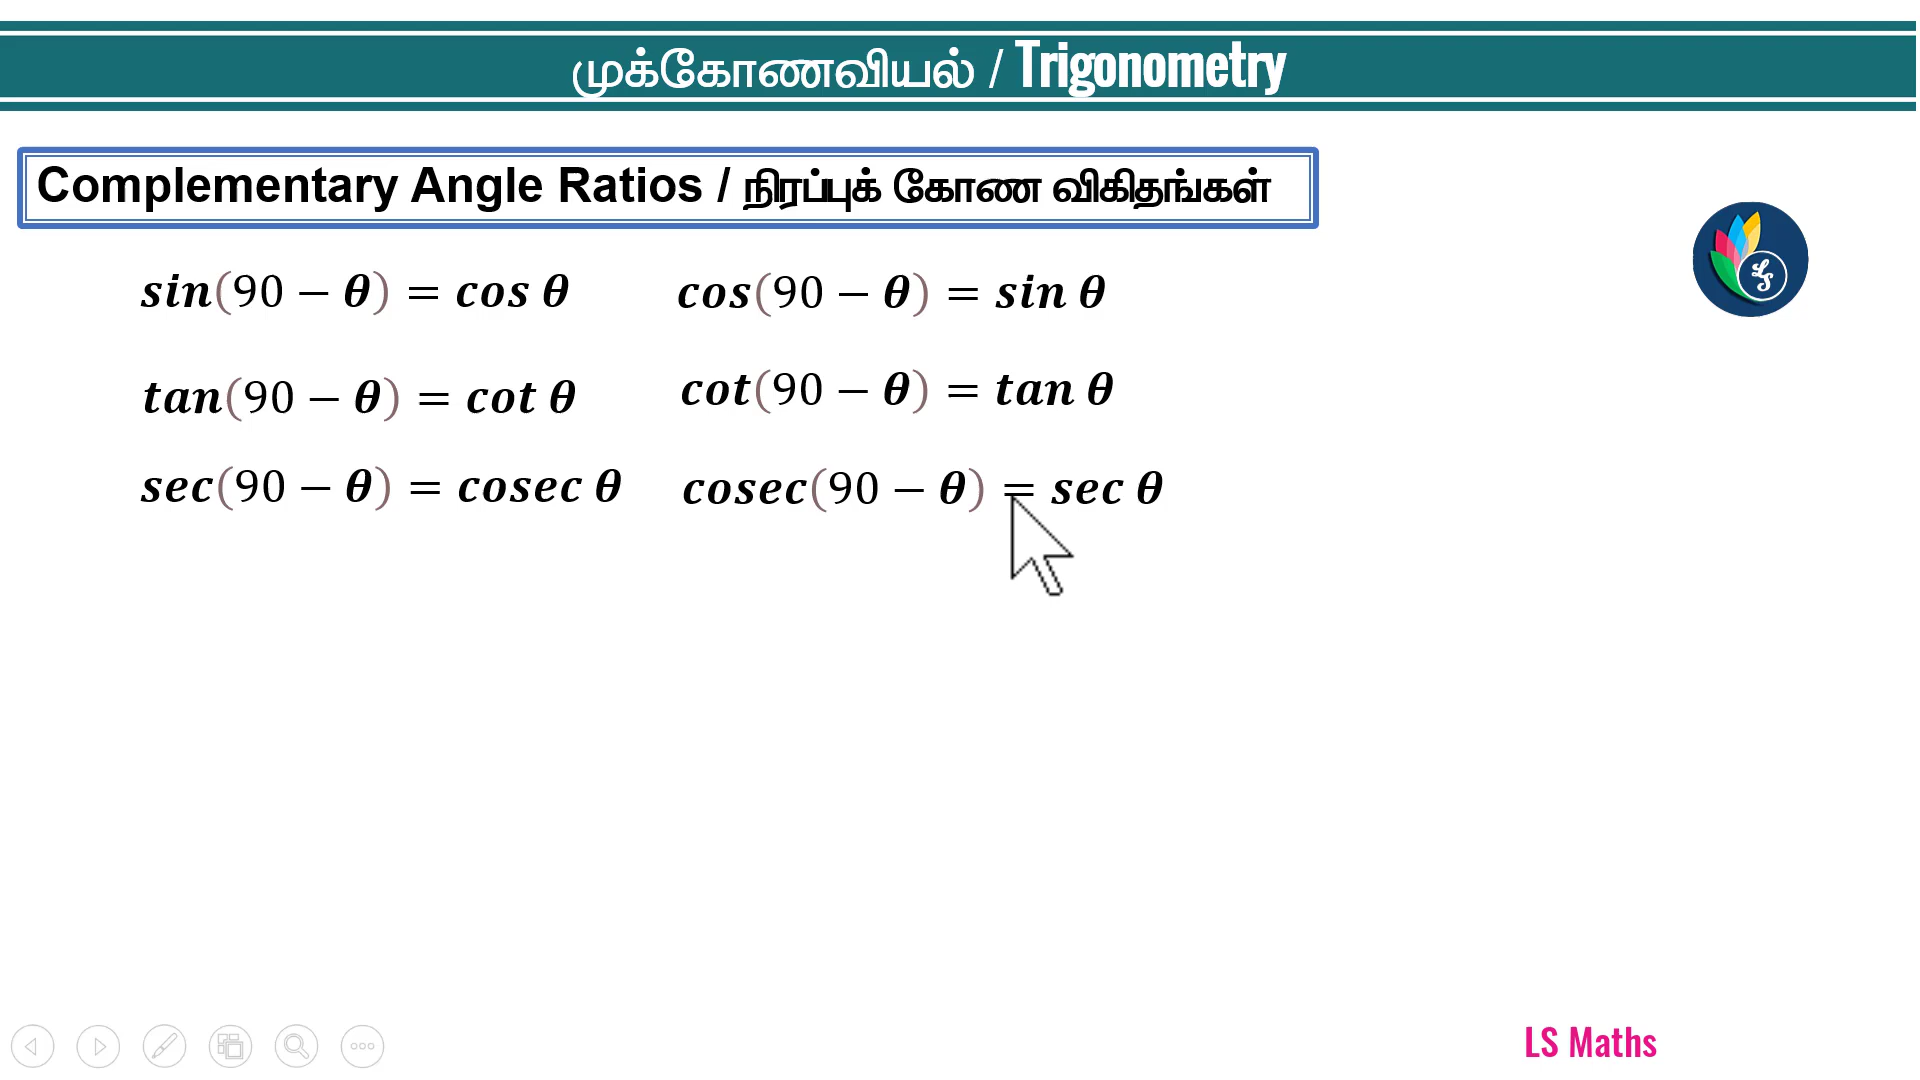 முக்கோணவியல் / Trigonometry
Complementary Angle Ratios / நிரப்புக் கோண விகிதங்கள்
sin(90 − θ) = cos θ
cos(90 − θ) = sin θ
tan(90 − θ) = cot θ
cot(90 − θ) = tan θ
sec(90 − θ) = cosec θ
cosec(90 − θ) = sec θ
LS
LS Maths